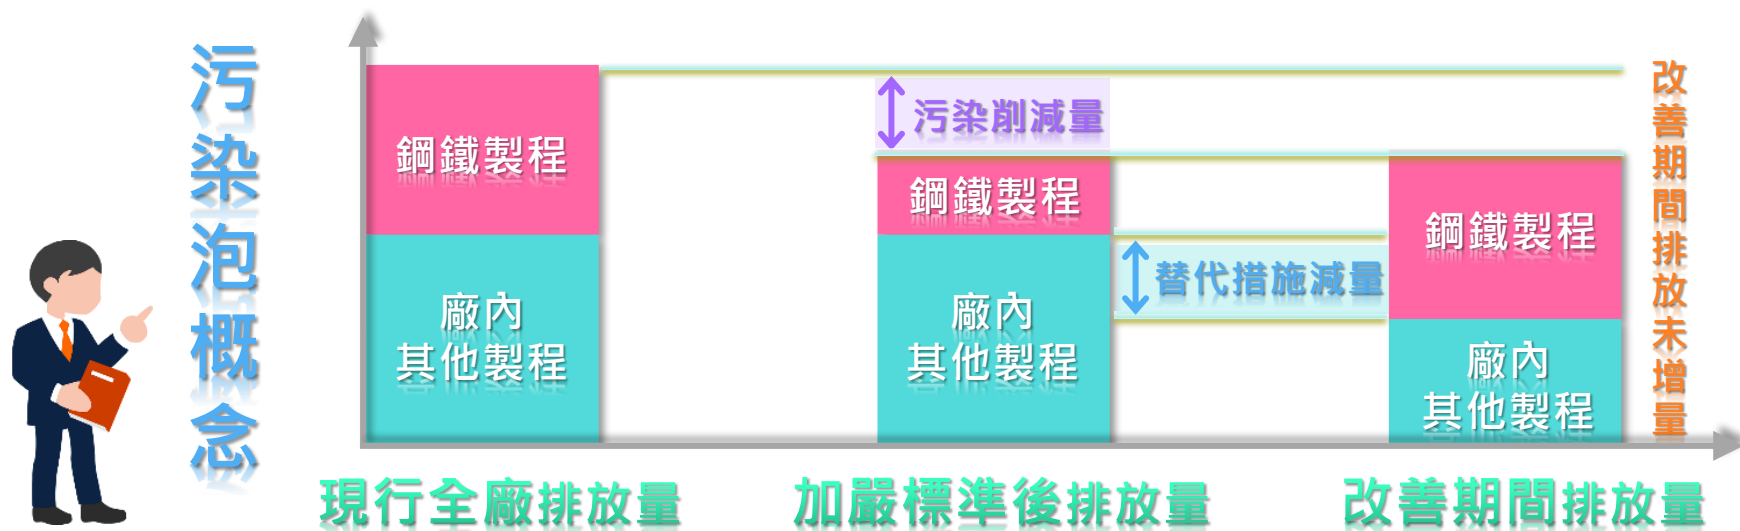 污染泡概念
鋼鐵製程
廠內
其他製程
污染削減量
鋼鐵製程
廠內
其他製程
替代措施減量
鋼鐵製程
廠內
其他製程
改善期間排放未增量
現行全廠排放量
加嚴標準後排放量
改善期間排放量